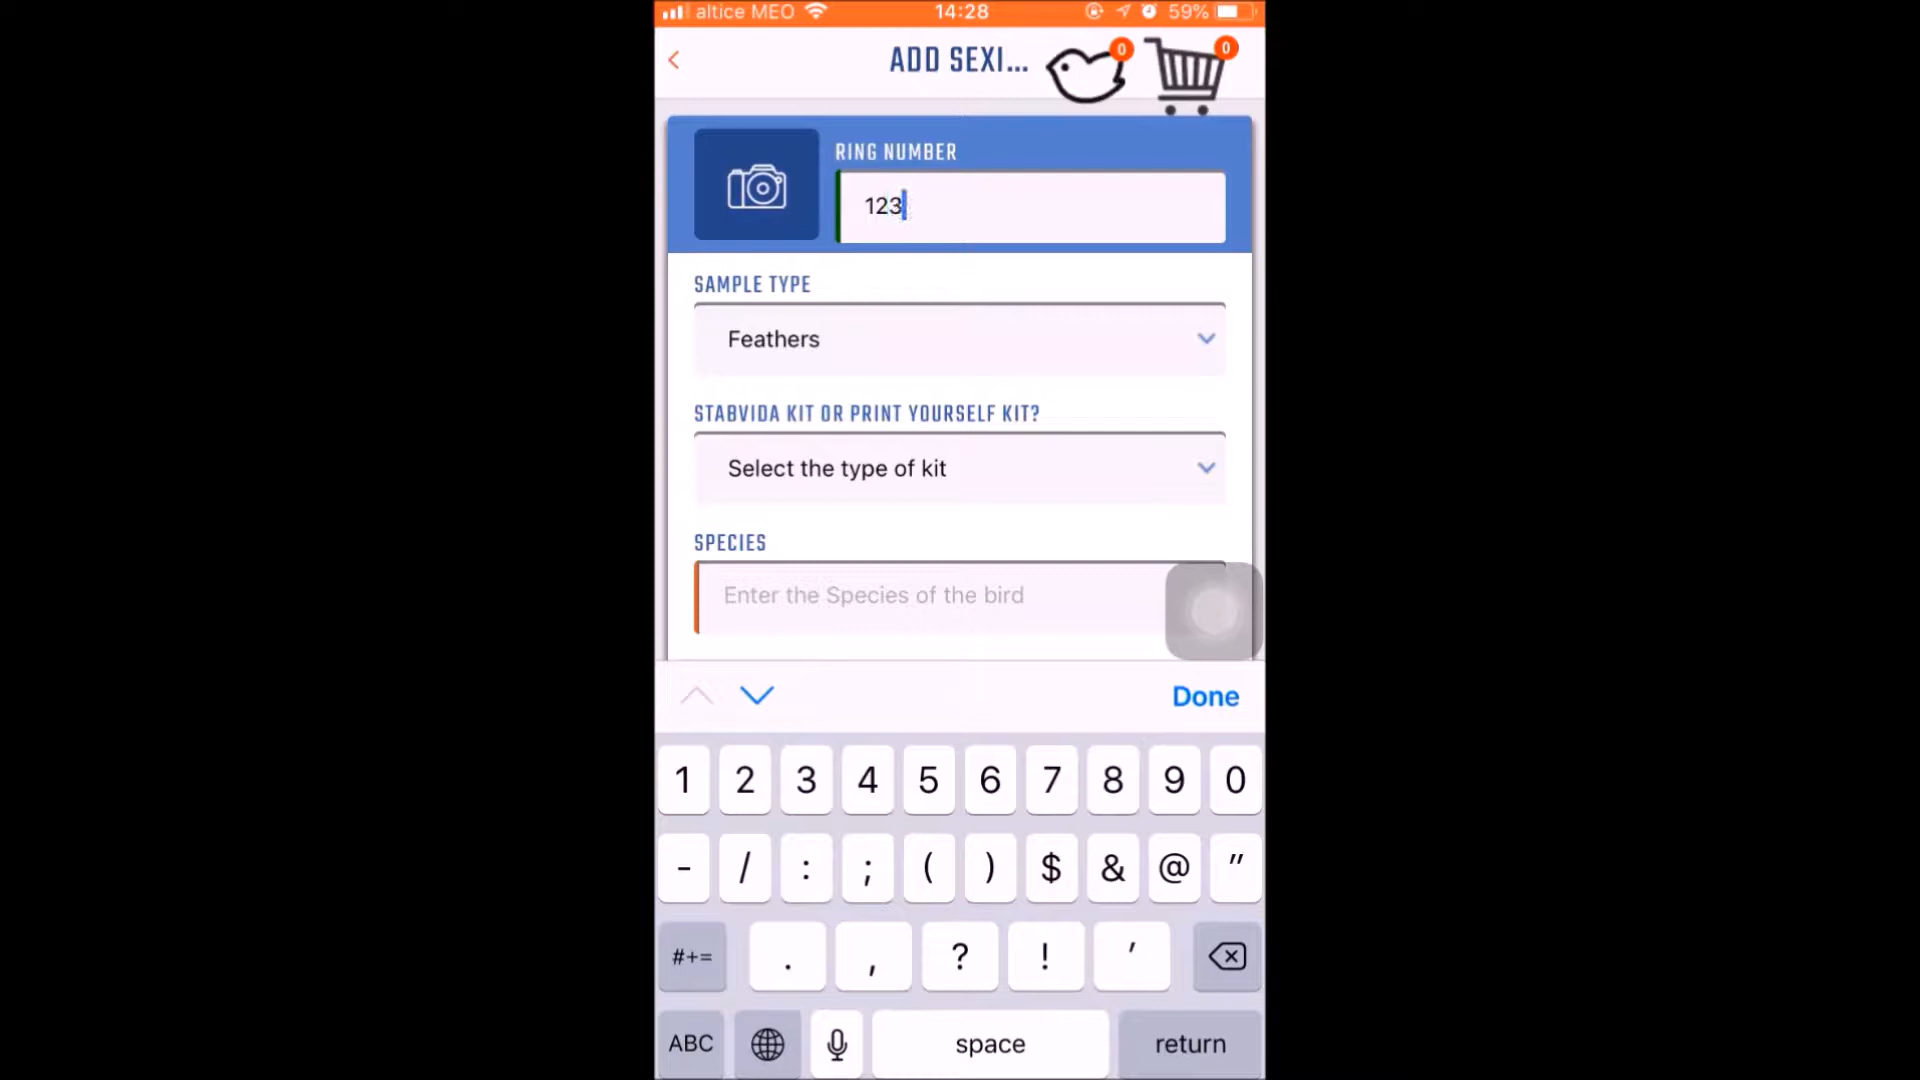 altice MEO 14:28 59%
ADD SEXI... 0 0
RING NUMBER
123
SAMPLE TYPE
Feathers
STABVIDA KIT OR PRINT YOURSELF KIT?
Select the type of kit
SPECIES
Enter the Species of the bird
Done
1 2 3 4 5 6 7 8 9 0
- / : ; ( ) $ & @ "
#+= . , ? ! '
ABC space return